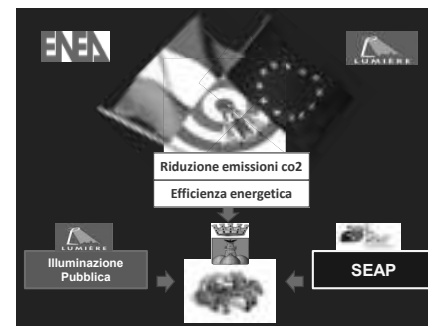 ENEA
LUMIERE
Riduzione emissioni co2
Efficienza energetica
LUMIERE
Illuminazione
Pubblica
SEAP